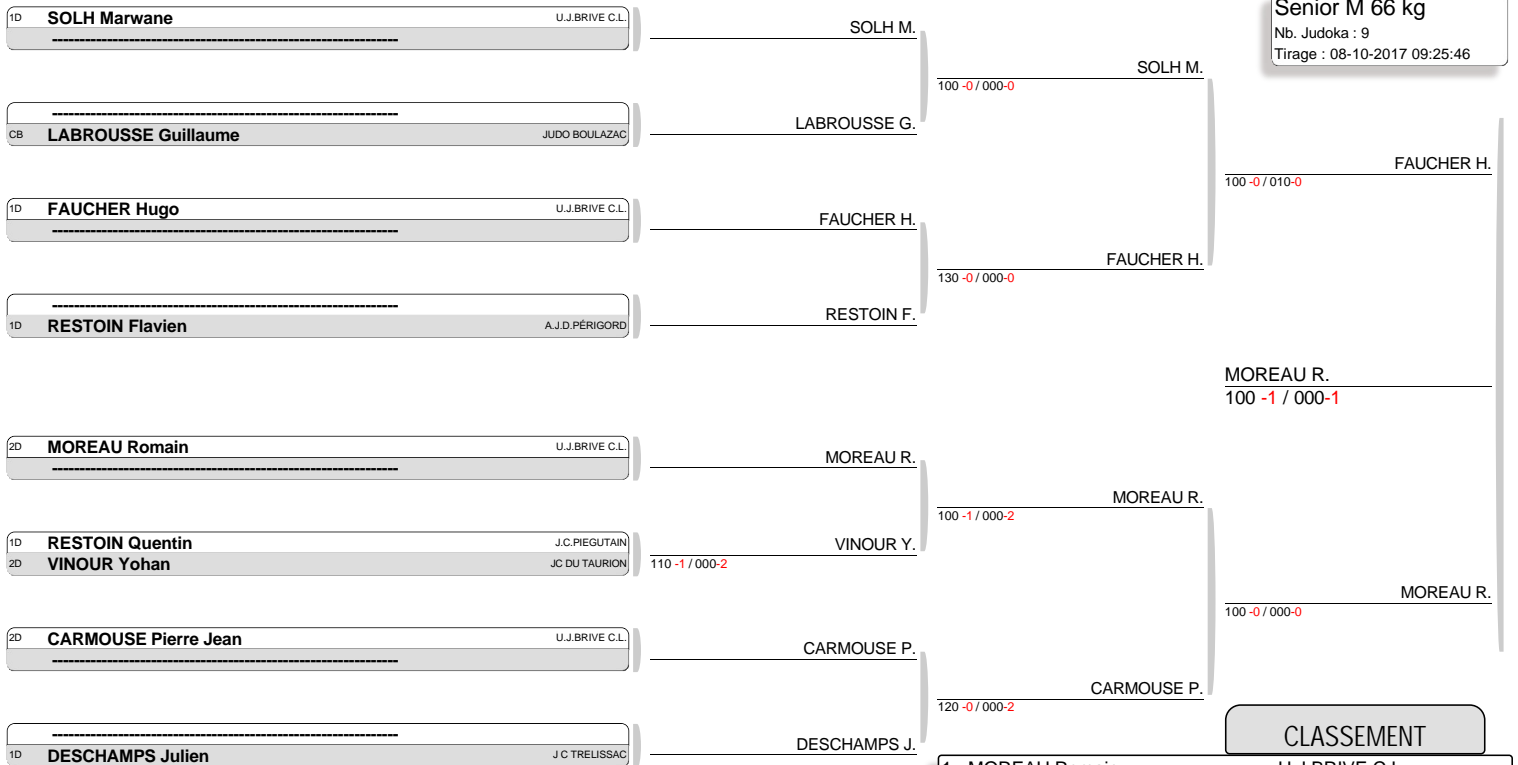 Senior M 66 kg
Nb. Judoka : 9
Tirage : 08-10-2017 09:25:46
1D SOLH Marwane U.J.BRIVE C.L.
------------------------------------------------------------------
SOLH M.
SOLH M.
100 -0 / 000-0
------------------------------------------------------------------
CB LABROUSSE Guillaume JUDO BOULAZAC
LABROUSSE G.
FAUCHER H.
100 -0 / 010-0
1D FAUCHER Hugo U.J.BRIVE C.L.
------------------------------------------------------------------
FAUCHER H.
FAUCHER H.
130 -0 / 000-0
------------------------------------------------------------------
1D RESTOIN Flavien A.J.D.PÉRIGORD
RESTOIN F.
MOREAU R.
100 -1 / 000-1
2D MOREAU Romain U.J.BRIVE C.L.
------------------------------------------------------------------
MOREAU R.
MOREAU R.
100 -1 / 000-2
1D RESTOIN Quentin J.C.PIEGUTAIN
2D VINOUR Yohan JC DU TAURION
VINOUR Y.
110 -1 / 000-2
MOREAU R.
100 -0 / 000-0
2D CARMOUSE Pierre Jean U.J.BRIVE C.L.
------------------------------------------------------------------
CARMOUSE P.
CARMOUSE P.
120 -0 / 000-2
------------------------------------------------------------------
1D DESCHAMPS Julien J C TRELISSAC
DESCHAMPS J.
CLASSEMENT
1 MOREAU Romain U.J.BRIVE C.L.